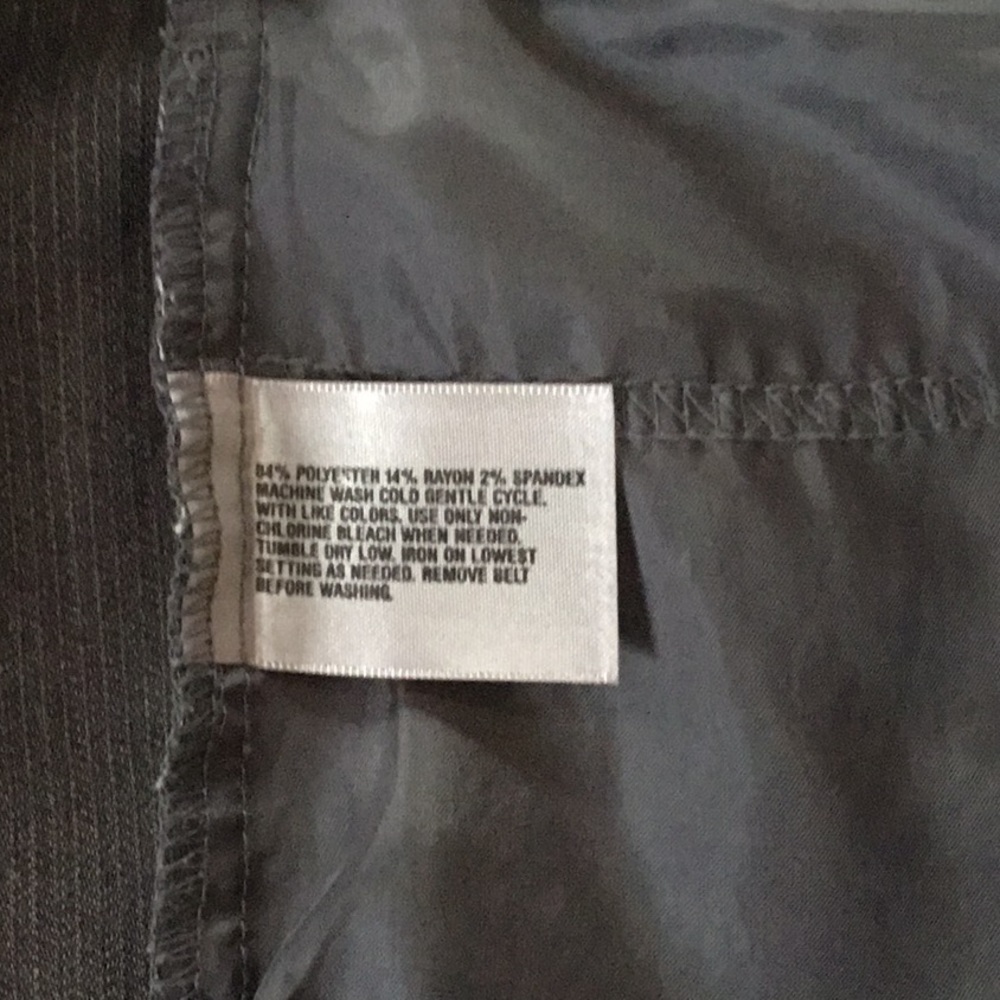 84% POLYESTER 14% RAYON 2% SPANDEX
MACHINE WASH COLD GENTLE CYCLE.
WITH LIKE COLORS. USE ONLY NON-
CHLORINE BLEACH WHEN NEEDED.
TUMBLE DRY LOW. IRON ON LOWEST
SETTING AS NEEDED. REMOVE BELT
BEFORE WASHING.